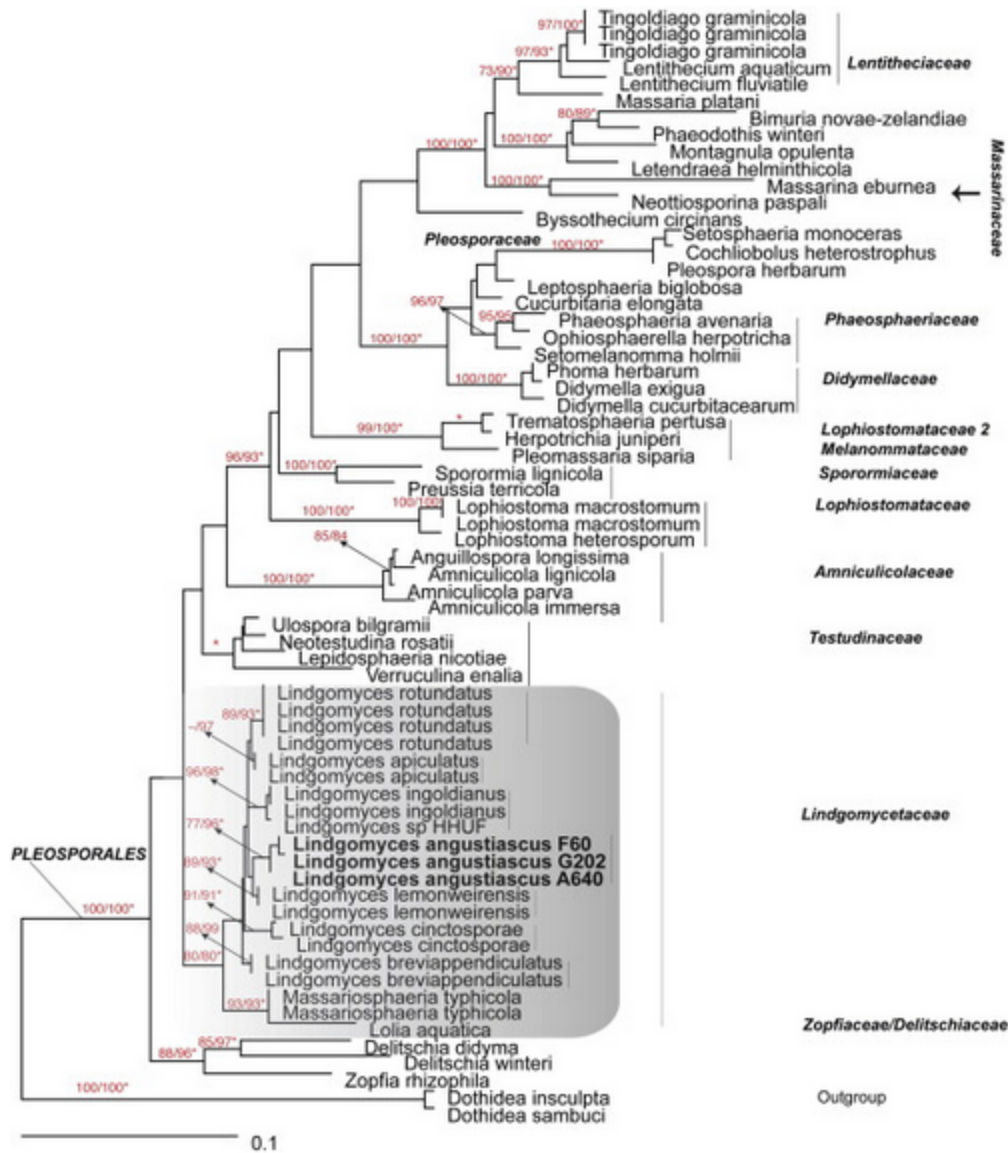 97/100*
Tingoldiago graminicola
Tingoldiago graminicola
97/93*
Tingoldiago graminicola
Lentitheciaceae
73/90*
Lentithecium aquaticum
Lentithecium fluviatile
Massaria platani
80/89*
Bimuria novae-zelandiae
100/100*
100/100*
Phaeodothis winteri
Montagnula opulenta
Letendraea helminthicola
100/100*
Massarina eburnea
Massarinaceae
Neottiosporina paspali
Byssothecium circinans
Pleosporaceae
100/100*
Setosphaeria monoceras
Cochliobolus heterostrophus
Pleospora herbarum
Leptosphaeria biglobosa
96/97
Cucurbitaria elongata
95/95
Phaeosphaeria avenaria
Phaeosphaeriaceae
100/100*
Ophiosphaerella herpotricha
Setomelanomma holmii
100/100*
Phoma herbarum
Didymella exigua
Didymellaceae
Didymella cucurbitacearum
*
Trematosphaeria pertusa
99/100*
Herpotrichia juniperi
Lophiostomataceae 2
Pleomassaria siparia
Melanommataceae
96/93*
100/100*
Sporormia lignicola
Sporormiaceae
Preussia terricola
100/100*
Lophiostoma macrostomum
Lophiostomataceae
100/100*
Lophiostoma macrostomum
85/84
Lophiostoma heterosporum
Anguillospora longissima
100/100*
Amniculicola lignicola
Amniculicolaceae
Amniculicola parva
Amniculicola immersa
Ulospora bilgramii
*
Neotestudina rosatii
Testudinaceae
Lepidosphaeria nicotiae
Verruculina enalia
Lindgomyces rotundatus
89/93*
Lindgomyces rotundatus
--/97
Lindgomyces rotundatus
Lindgomyces rotundatus
Lindgomyces apiculatus
96/98*
Lindgomyces apiculatus
Lindgomyces ingoldianus
Lindgomyces ingoldianus
Lindgomycetaceae
77/96*
Lindgomyces sp HHUF
Lindgomyces angustiascus F60
PLEOSPORALES
89/93*
Lindgomyces angustiascus G202
Lindgomyces angustiascus A640
91/91*
Lindgomyces lemonweirensis
100/100*
Lindgomyces lemonweirensis
88/99
Lindgomyces cinctosporae
Lindgomyces cinctosporae
80/80*
Lindgomyces breviappendiculatus
Lindgomyces breviappendiculatus
93/93*
Massariosphaeria typhicola
Massariosphaeria typhicola
Lolia aquatica
Zopfiaceae/Delitschiaceae
85/97*
Delitschia didyma
88/96*
Delitschia winteri
Zopfia rhizophila
100/100*
Dothidea insculpta
Outgroup
Dothidea sambuci
0.1